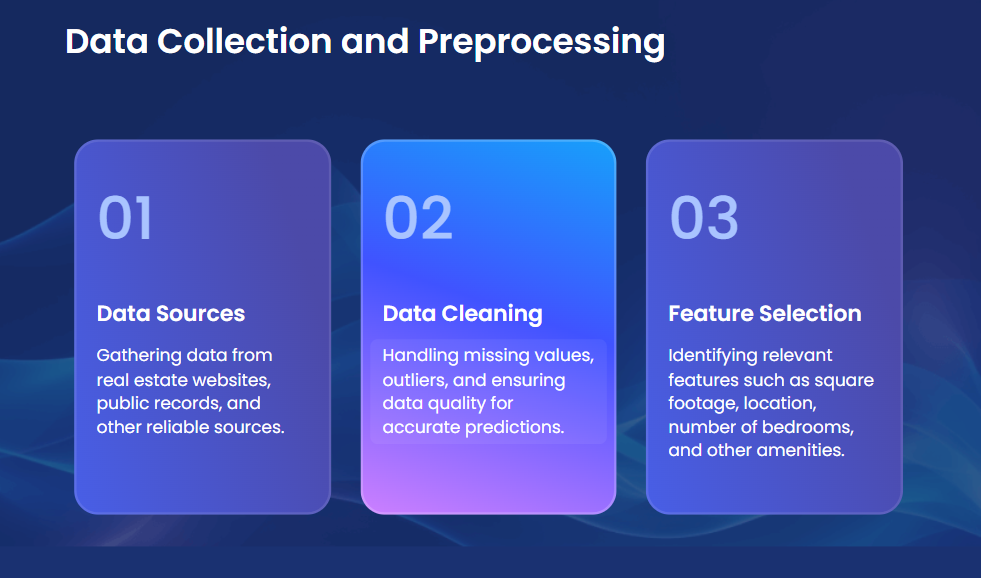 Data Collection and Preprocessing
01
Data Sources
Gathering data from
real estate websites,
public records, and
other reliable sources.
02
Data Cleaning
Handling missing values,
outliers, and ensuring
data quality for
accurate predictions.
03
Feature Selection
Identifying relevant
features such as square
footage, location,
number of bedrooms,
and other amenities.